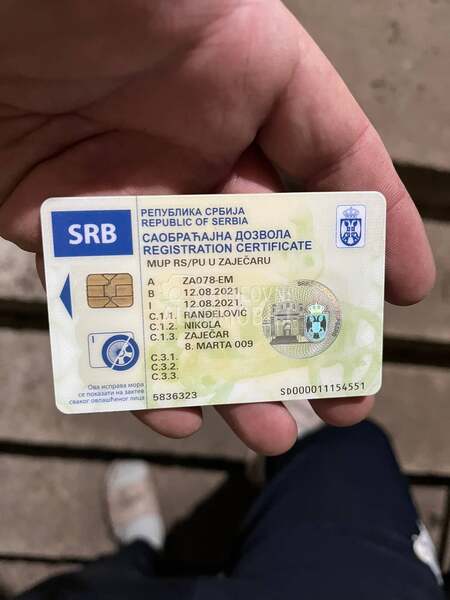 SRB
РЕПУБЛИКА СРБИЈА
REPUBLIC OF SERBIA
САОБРАЋАЈНА ДОЗВОЛА
REGISTRATION CERTIFICATE
MUP RS/PU U ZAJEČARU
A ZA078-EM
B 12.08.2021.
I 12.08.2021.
C.1.1. RANĐELOVIĆ
C.1.2. NIKOLA
C.1.3. ZAJEČAR
8. MARTA 009
C.3.1.
C.3.2.
C.3.3.
Ова исправа мора
се показати на захтев
сваког овлашћеног лица
5836323
SD000011154551